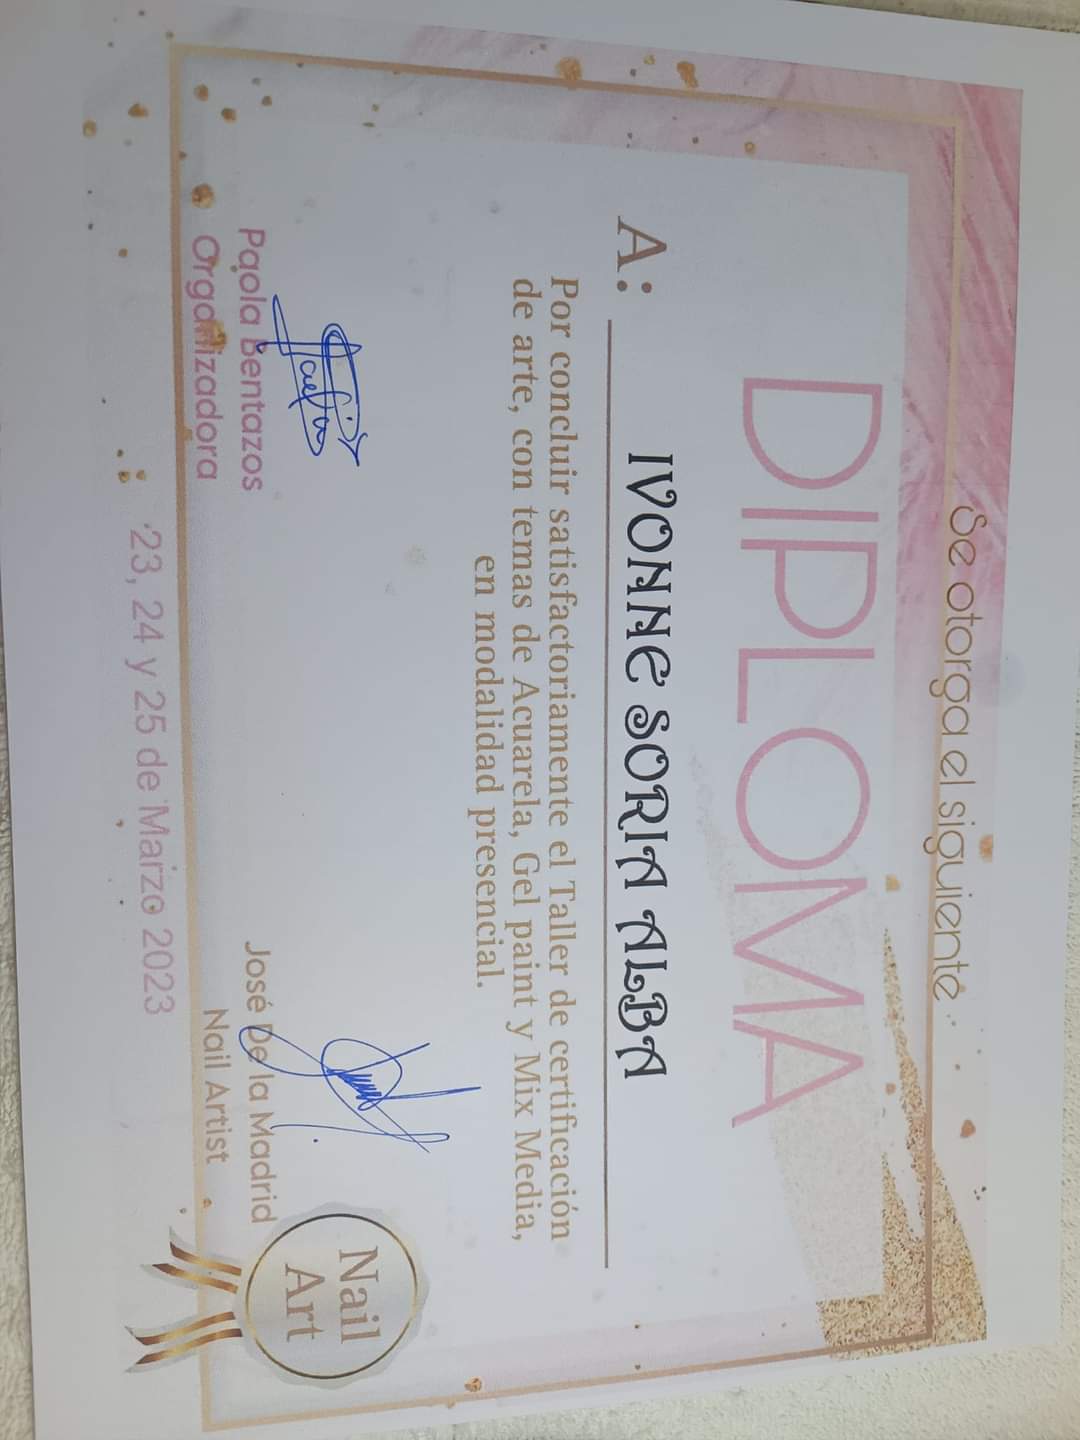 Se otorga el siguiente
DIPLOMA
A: IVONNE SORIA ALBA
Por concluir satisfactoriamente el Taller de certificación
de arte, con temas de Acuarela, Gel paint y Mix Media,
en modalidad presencial.
Paola Bentazos
Organizadora
José De la Madrid
Nail Artist
Nail
Art
23, 24 y 25 de Marzo 2023